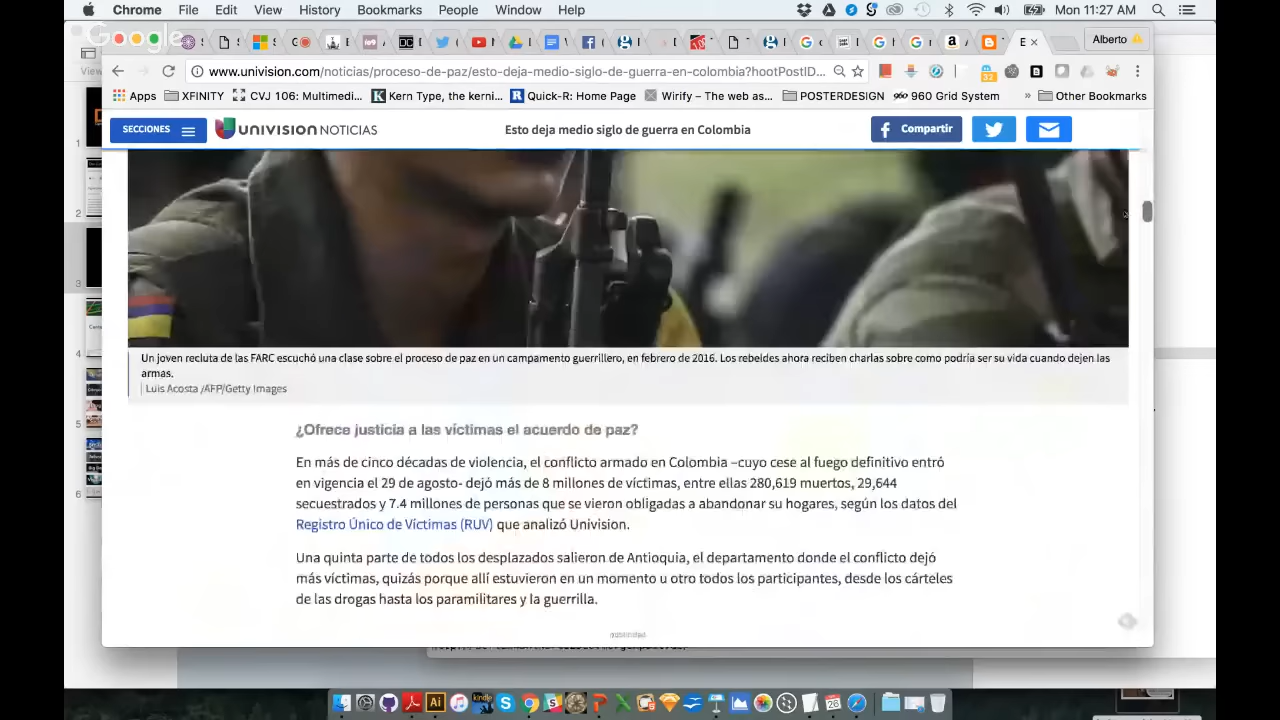 Chrome File Edit View History Bookmarks People Window Help
Mon 11:27 AM
Google
Alberto
www.univision.com/noticias/proceso-de-paz/esto-deja-medio-siglo-de-guerra-en-colombia?hootPostID...
32
Apps XFINITY CVJ 106: Multimedi... Kern Type, the kerni... Quick-R: Home Page Wirify – The web as... POSTERDESIGN 960 Grid System » Other Bookmarks
SECCIONES UNIVISION NOTICIAS Esto deja medio siglo de guerra en Colombia Compartir
Un joven recluta de las FARC escuchó una clase sobre el proceso de paz en un campamento guerrillero, en febrero de 2016. Los rebeldes ahora reciben charlas sobre como podría ser su vida cuando dejen las
armas.
Luis Acosta /AFP/Getty Images
¿Ofrece justicia a las víctimas el acuerdo de paz?
En más de cinco décadas de violencia, el conflicto armado en Colombia –cuyo cese al fuego definitivo entró
en vigencia el 29 de agosto- dejó más de 8 millones de víctimas, entre ellas 280,619 muertos, 29,644
secuestrados y 7.4 millones de personas que se vieron obligadas a abandonar su hogares, según los datos del
Registro Único de Víctimas (RUV) que analizó Univision.
Una quinta parte de todos los desplazados salieron de Antioquia, el departamento donde el conflicto dejó
más víctimas, quizás porque allí estuvieron en un momento u otro todos los participantes, desde los cárteles
de las drogas hasta los paramilitares y la guerrilla.
publicidad
1
2
3
4
5
6